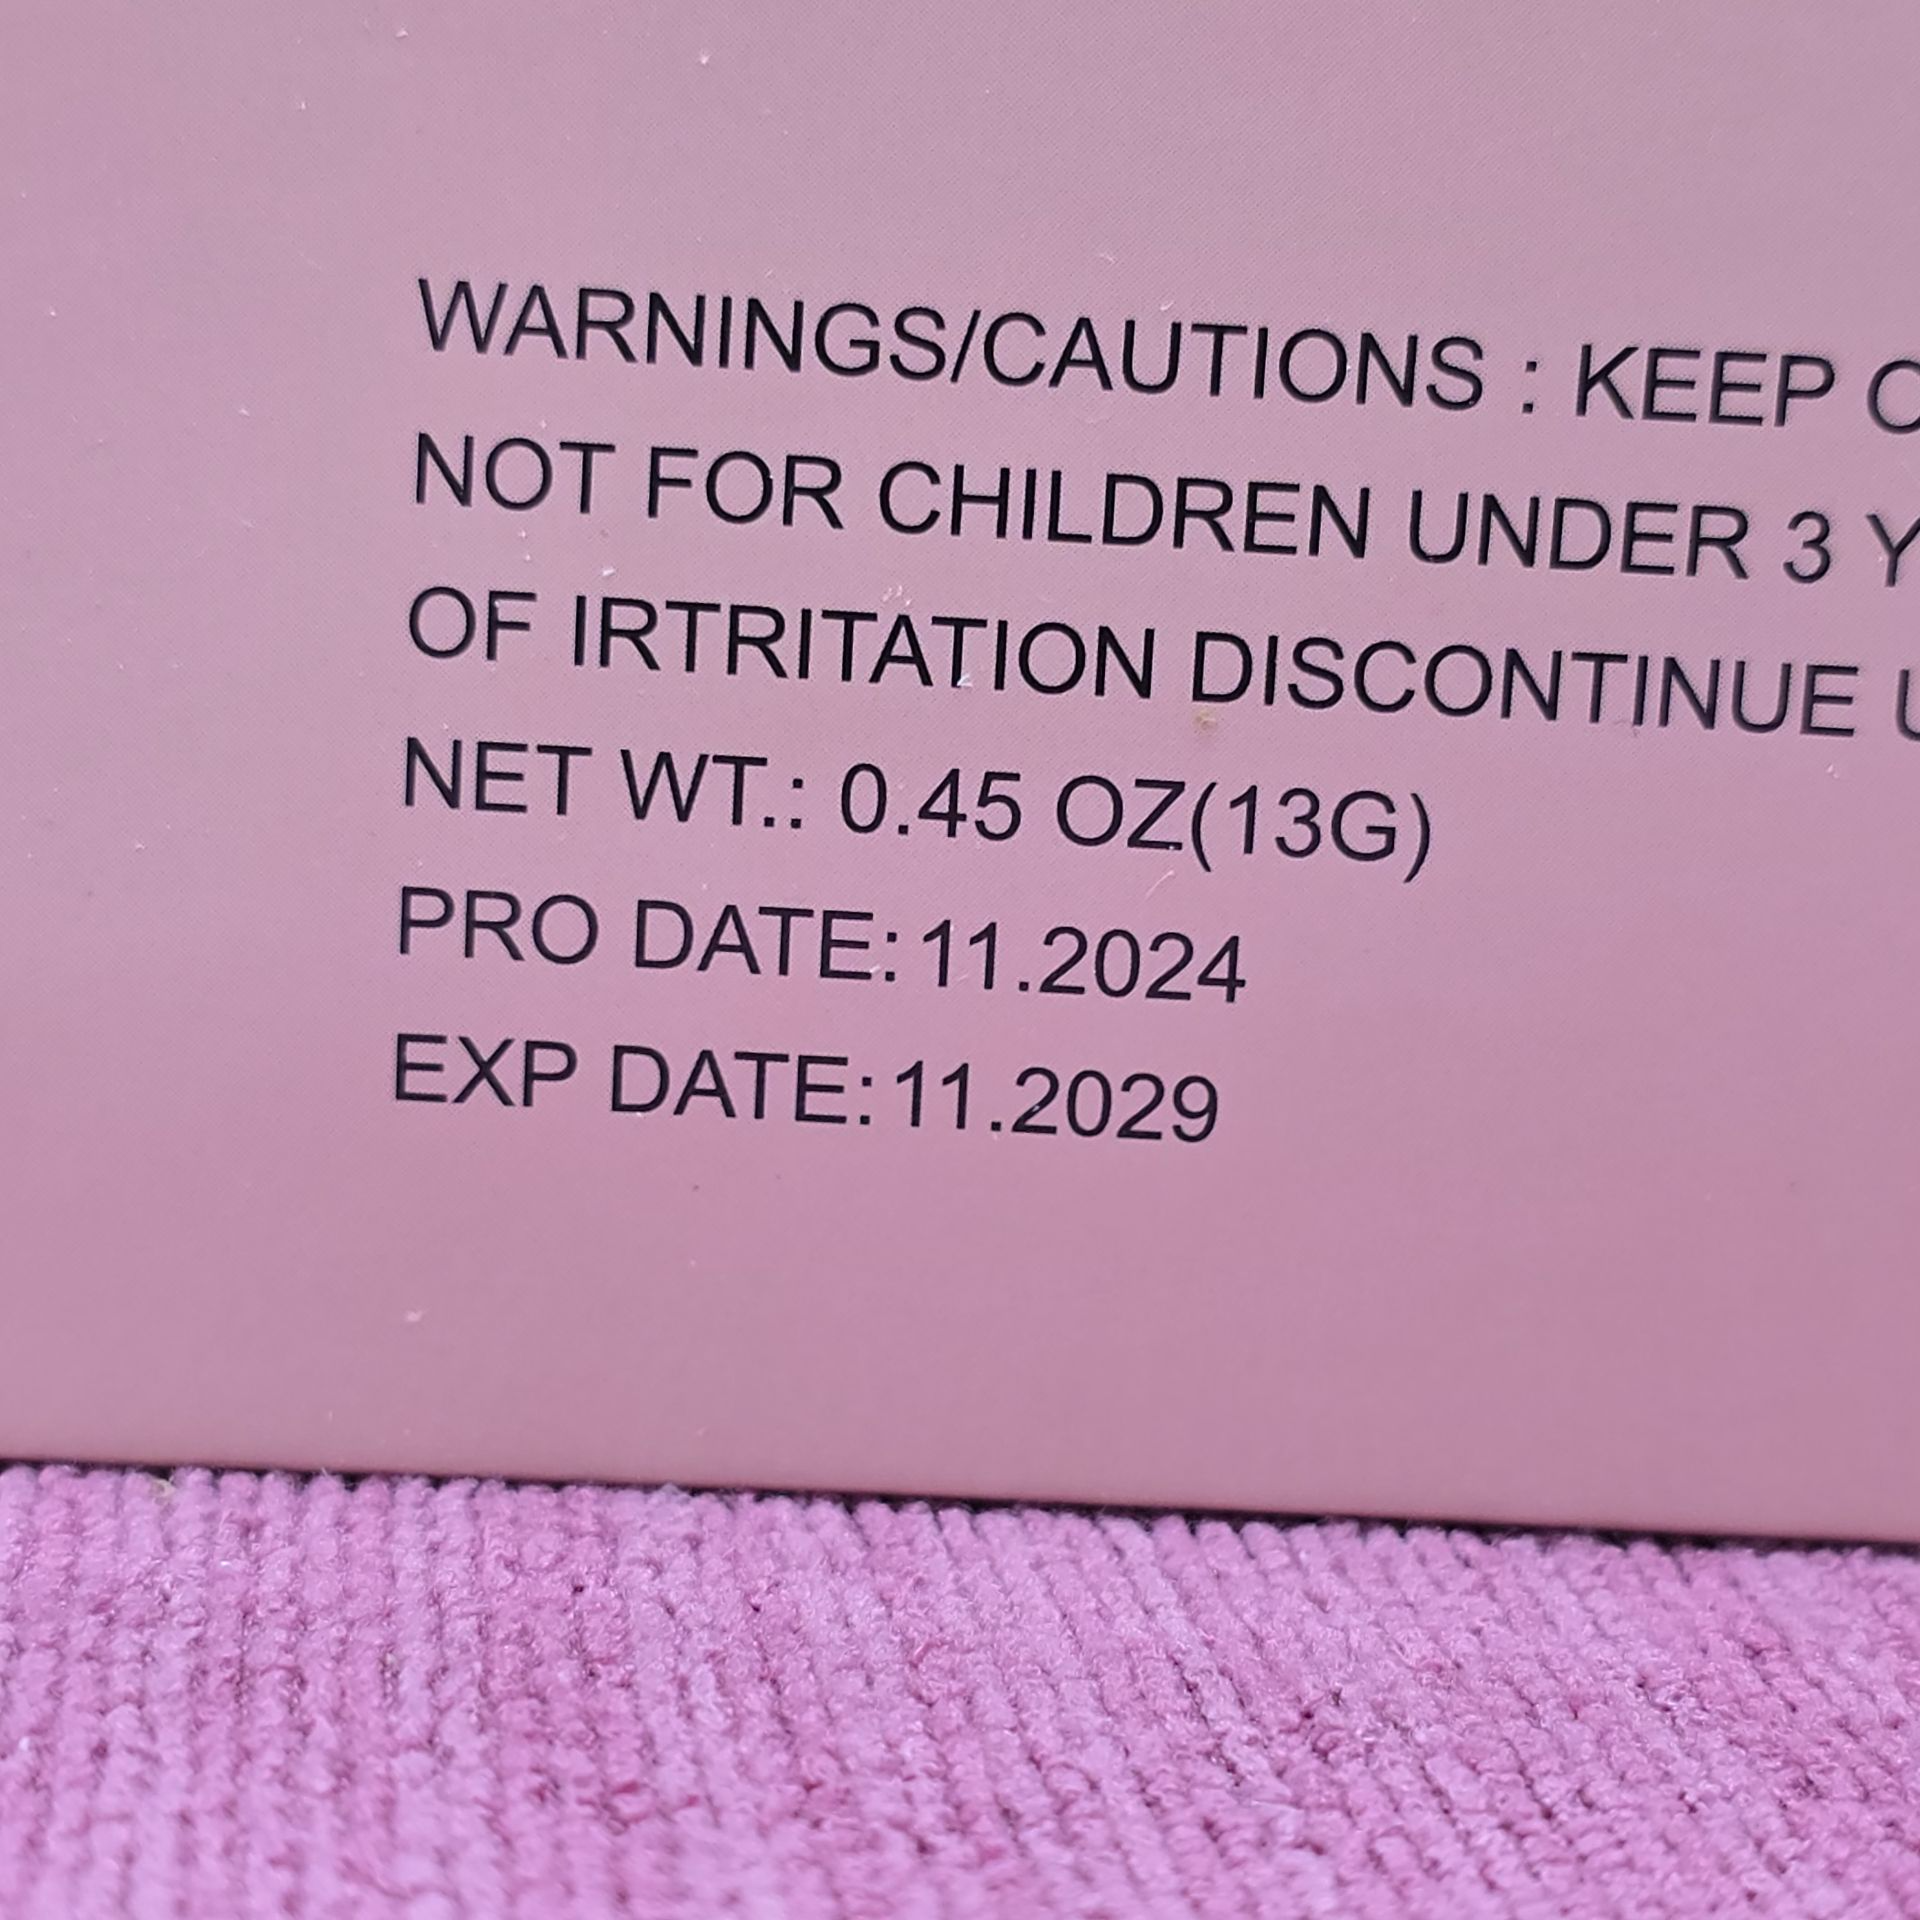 WARNINGS/CAUTIONS : KEEP
NOT FOR CHILDREN UNDER 3
OF IRTRITATION DISCONTINUE
NET WT.: 0.45 OZ(13G)
PRO DATE: 11.2024
EXP DATE: 11.2029